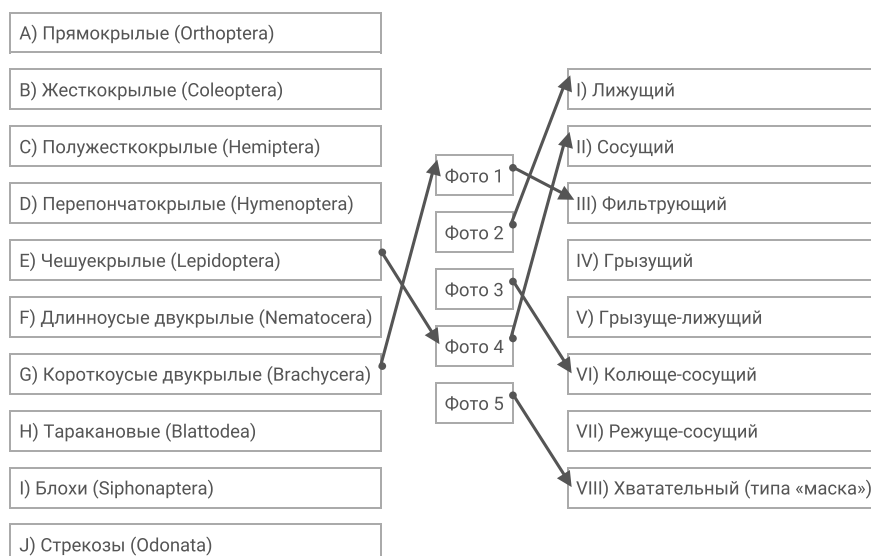 A) Прямокрылые (Orthoptera)
B) Жесткокрылые (Coleoptera)
C) Полужесткокрылые (Hemiptera)
D) Перепончатокрылые (Hymenoptera)
E) Чешуекрылые (Lepidoptera)
F) Длинноусые двукрылые (Nematocera)
G) Короткоусые двукрылые (Brachycera)
H) Таракановые (Blattodea)
I) Блохи (Siphonaptera)
J) Стрекозы (Odonata)
Фото 1
Фото 2
Фото 3
Фото 4
Фото 5
I) Лижущий
II) Сосущий
III) Фильтрующий
IV) Грызущий
V) Грызуще-лижущий
VI) Колюще-сосущий
VII) Режуще-сосущий
VIII) Хватательный (типа «маска»)